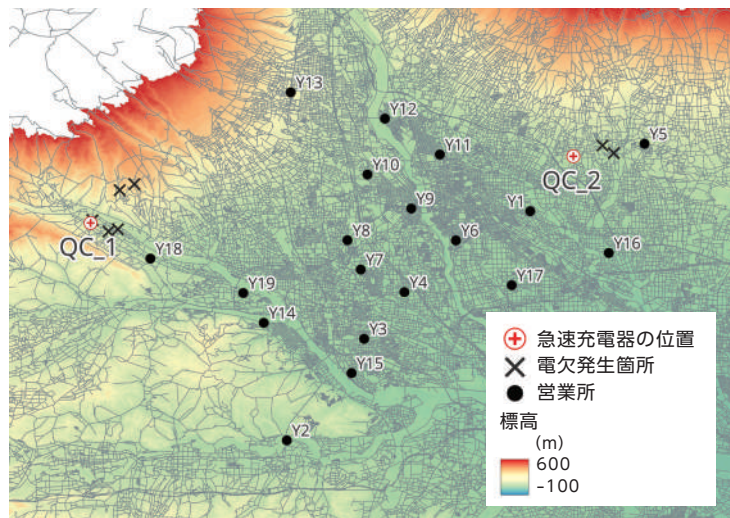 Y13
Y12
Y11
Y5
Y10
QC_2
Y9
Y1
QC_1
Y8
Y6
Y18
Y16
Y7
Y19
Y4
Y17
Y14
Y3
Y15
Y2
急速充電器の位置
電欠発生箇所
営業所
標高
(m)
600
-100